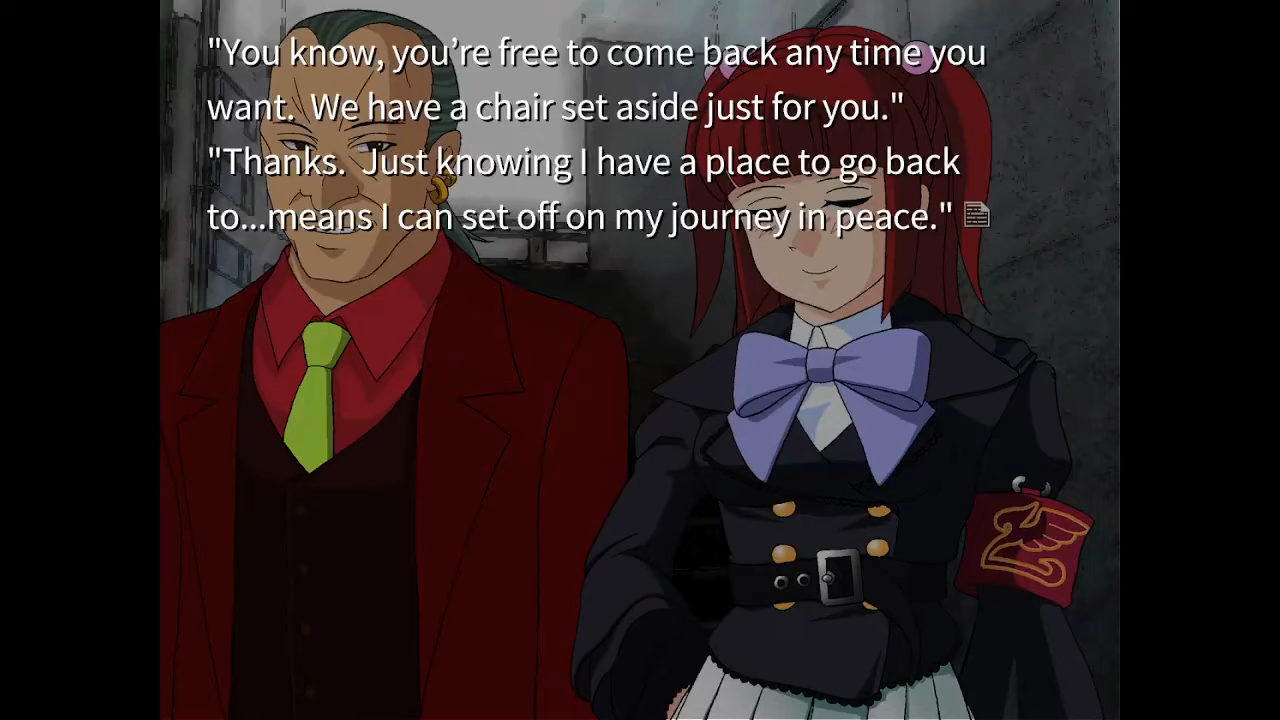 "You know, you’re free to come back any time you
want.  We have a chair set aside just for you."
"Thanks.  Just knowing I have a place to go back
to...means I can set off on my journey in peace."